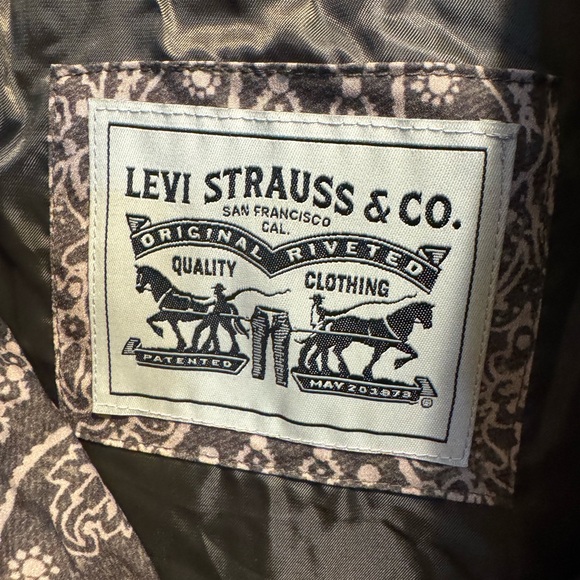 LEVI STRAUSS & CO.
SAN FRANCISCO
CAL.
ORIGINAL RIVETED
QUALITY CLOTHING
PATENTED MAY 20 1873
®